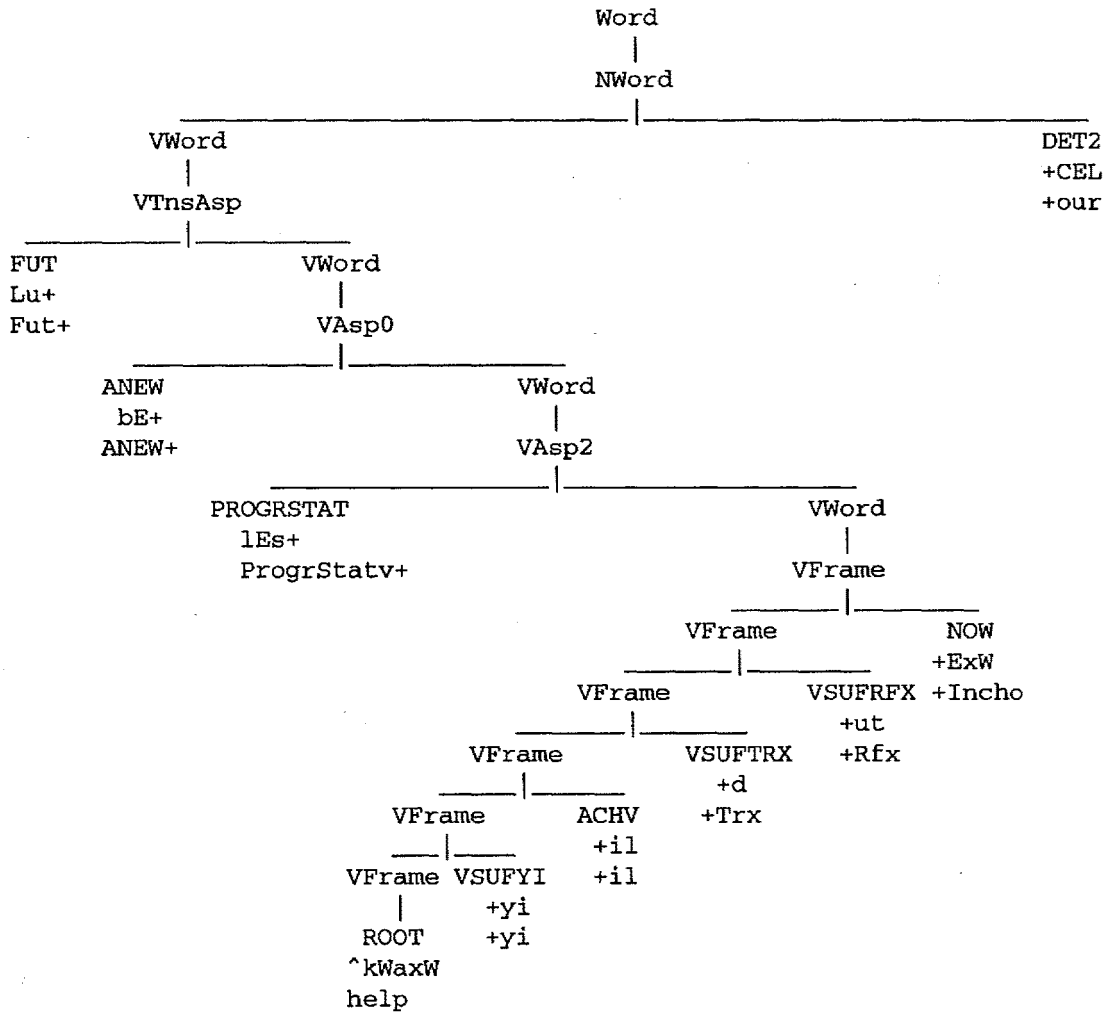 Word
NWord
VWord DET2
+CEL
VTnsAsp +our
FUT VWord
Lu+
Fut+ VAsp0
ANEW VWord
bE+
ANEW+ VAsp2
PROGRSTAT VWord
lEs+
ProgrStatv+ VFrame
VFrame NOW
+ExW
VFrame VSUFRFX +Incho
+ut
VFrame VSUFTRX +Rfx
+d
VFrame ACHV +Trx
+il
VFrame VSUFYI +il
+yi
ROOT +yi
^kWaxW
help